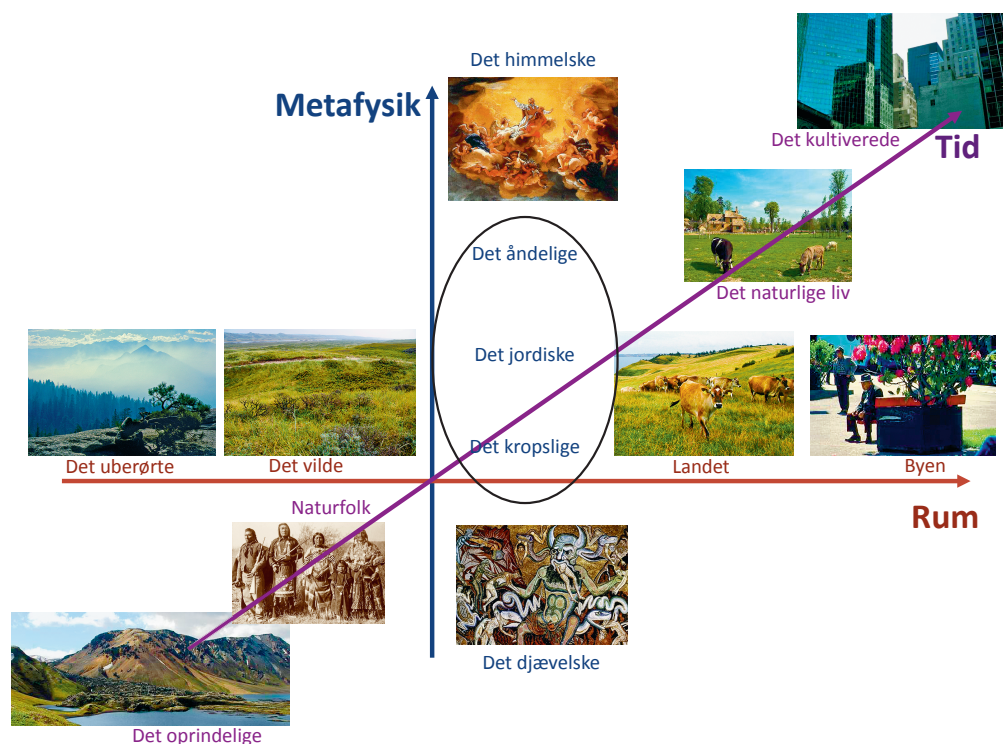 Det himmelske
Metafysik
Det kultiverede
Tid
Det åndelige
Det naturlige liv
Det jordiske
Det kropslige
Det uberørte
Det vilde
Landet
Byen
Naturfolk
Rum
Det djævelske
Det oprindelige